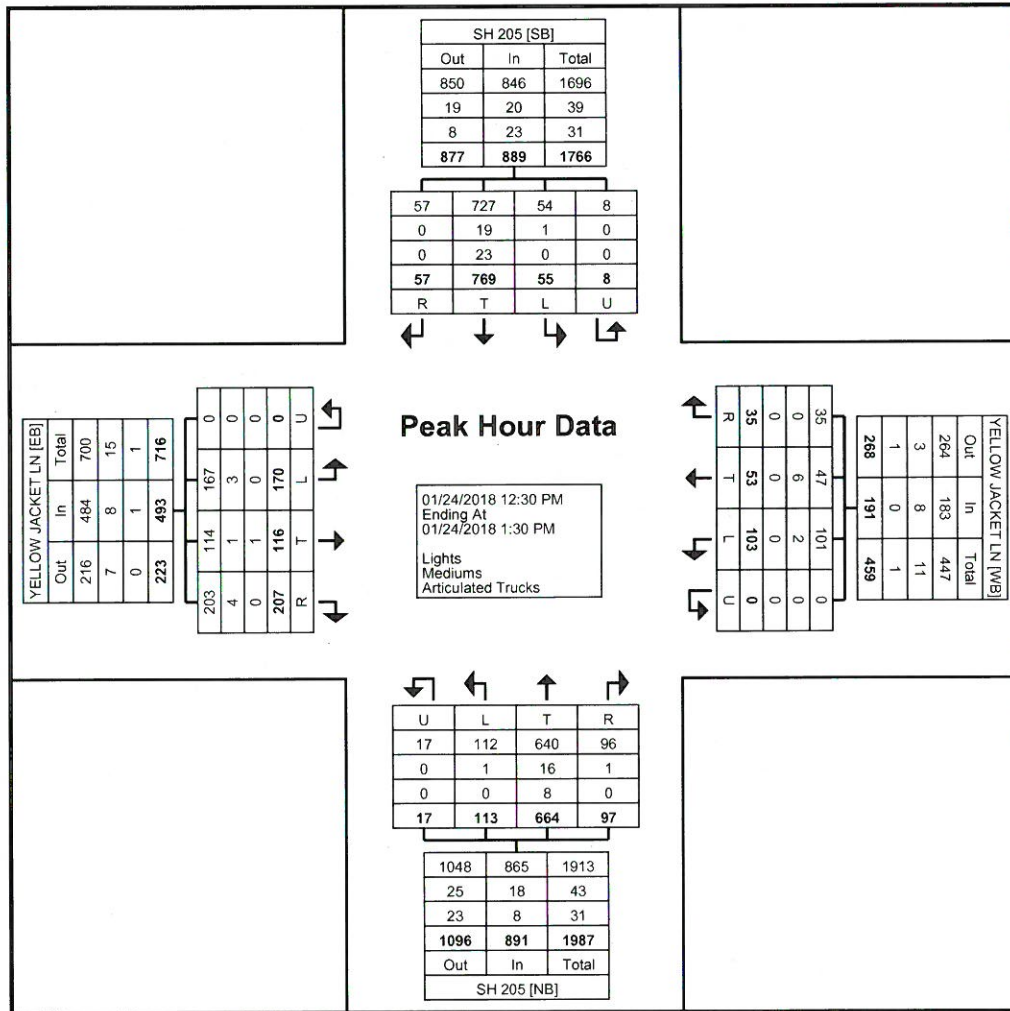 SH 205 [SB]
Out In Total
850 846 1696
19 20 39
8 23 31
877 889 1766
57 727 54 8
0 19 1 0
0 23 0 0
57 769 55 8
R T L U
YELLOW JACKET LN [EB]
Total 700 15 1 716
In 484 8 1 493
Out 216 7 0 223
0 0 0 0 U
167 3 0 170 L
114 1 1 116 T
203 4 0 207 R
Peak Hour Data
01/24/2018 12:30 PM
Ending At
01/24/2018 1:30 PM
Lights
Mediums
Articulated Trucks
R 35 0 0 35
T 53 0 6 47
L 103 0 2 101
U 0 0 0 0
YELLOW JACKET LN [WB]
Out In Total
264 183 447
3 8 11
1 0 1
268 191 459
U L T R
17 112 640 96
0 1 16 1
0 0 8 0
17 113 664 97
1048 865 1913
25 18 43
23 8 31
1096 891 1987
Out In Total
SH 205 [NB]